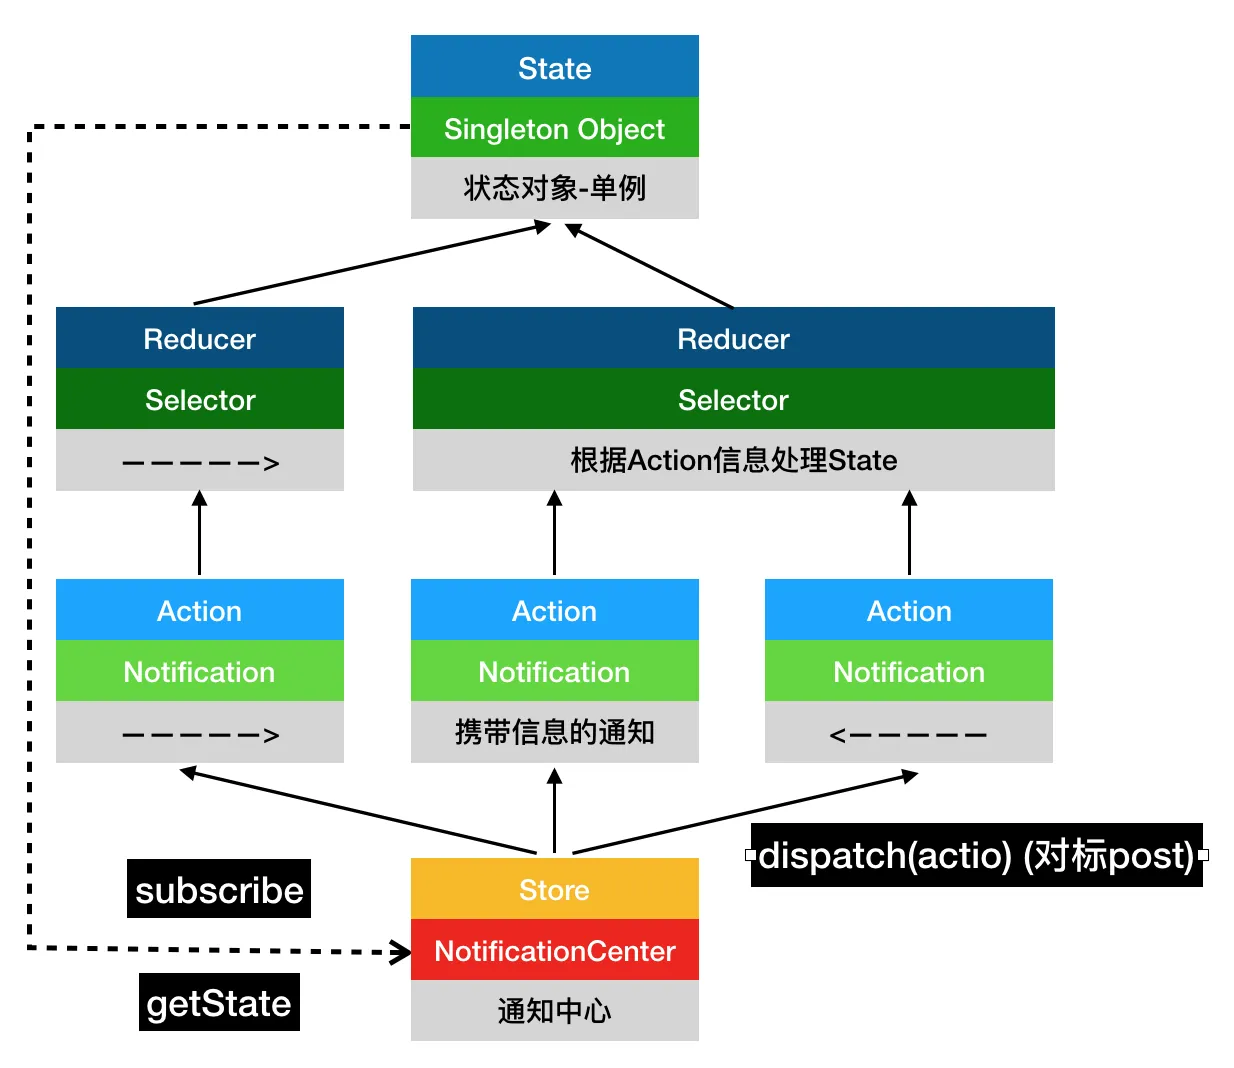 State
Singleton Object
状态对象-单例
Reducer
Selector
—————>
Reducer
Selector
根据Action信息处理State
Action
Notification
—————>
Action
Notification
携带信息的通知
Action
Notification
<—————
dispatch(actio) (对标post)
subscribe
getState
Store
NotificationCenter
通知中心